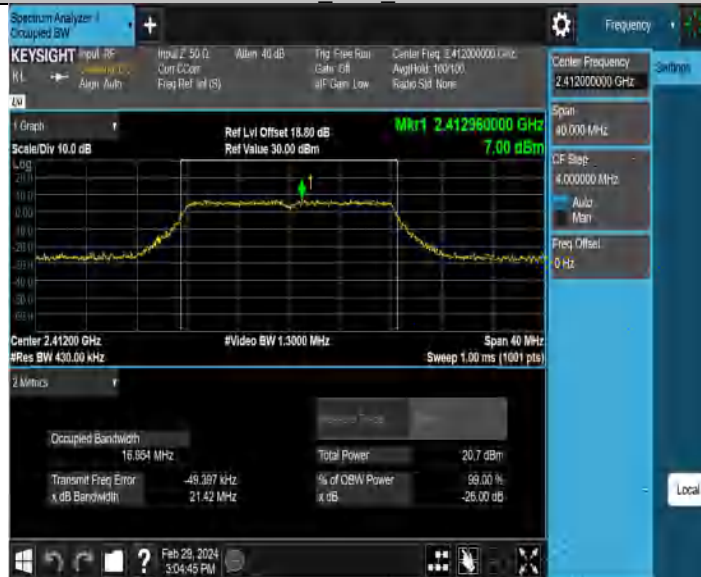 Spectrum Analyzer 1
Occupied BW
Frequency
KEYSIGHT Input: RF
Input Z: 50 Ω
Atten: 40 dB
Trig: Free Run
Center Freq: 2.412000000 GHz
Corr CCorr
Gate: Off
Avg|Hold: 100/100
Align: Auto
Freq Ref: Int (S)
#IF Gain: Low
Radio Std: None
Center Frequency
2.412000000 GHz
Settings
Span
40.000 MHz
CF Step
4.000000 MHz
Auto
Man
Freq Offset
0 Hz
1 Graph
Scale/Div 10.0 dB
Ref Lvl Offset 18.80 dB
Ref Value 30.00 dBm
Mkr1 2.412960000 GHz
7.00 dBm
Log
1
Center 2.41200 GHz
#Res BW 430.00 kHz
#Video BW 1.3000 MHz
Span 40 MHz
Sweep 1.00 ms (1001 pts)
2 Metrics
Occupied Bandwidth
16.954 MHz
Total Power
20.7 dBm
Transmit Freq Error
-49.397 kHz
% of OBW Power
99.00 %
x dB Bandwidth
21.42 MHz
x dB
-26.00 dB
Local
Feb 29, 2024
3:04:45 PM